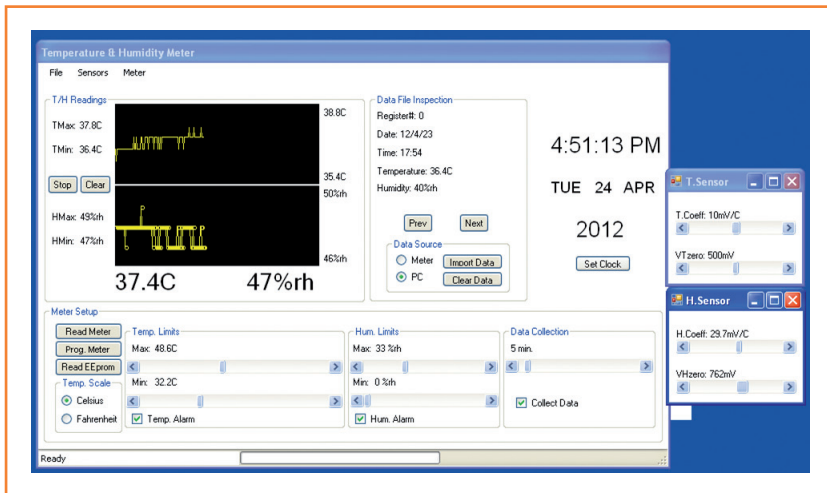 Temperature & Humidity Meter
File Sensors Meter
T/H Readings
TMax: 37.8C
TMin: 36.4C
Stop Clear
HMax: 49%rh
HMin: 47%rh
38.8C
35.4C
50%rh
46%rh
37.4C 47%rh
Data File Inspection
Register#: 0
Date: 12/4/23
Time: 17:54
Temperature: 36.4C
Humidity: 40%rh
Prev Next
Data Source
Meter Import Data
PC Clear Data
4:51:13 PM
TUE 24 APR
2012
Set Clock
T.Sensor
T.Coeff: 10mV/C
VTzero: 500mV
H.Sensor
H.Coeff: 29.7mV/C
VHzero: 762mV
Meter Setup
Read Meter
Prog. Meter
Read EEprom
Temp. Scale
Celsius
Fahrenheit
Temp. Limits
Max: 48.6C
Min: 32.2C
Temp. Alarm
Hum. Limits
Max: 33 %rh
Min: 0 %rh
Hum. Alarm
Data Collection
5 min.
Collect Data
Ready